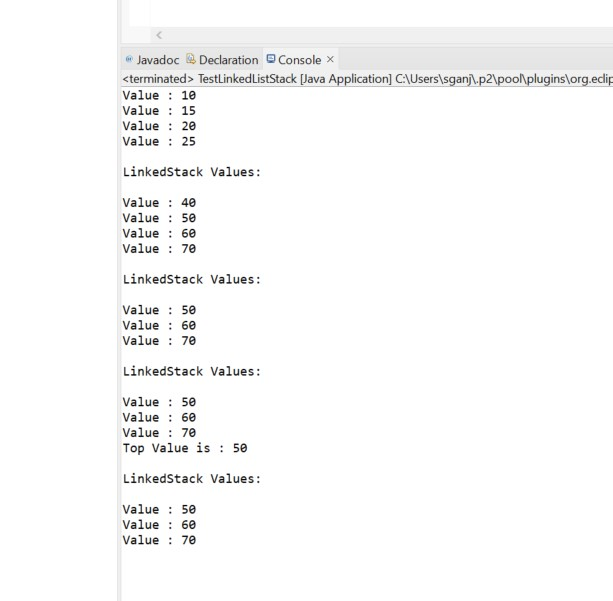 Javadoc Declaration Console ×
<terminated> TestLinkedListStack [Java Application] C:\Users\sganj\.p2\pool\plugins\org.eclip
Value : 10
Value : 15
Value : 20
Value : 25
LinkedStack Values:
Value : 40
Value : 50
Value : 60
Value : 70
LinkedStack Values:
Value : 50
Value : 60
Value : 70
LinkedStack Values:
Value : 50
Value : 60
Value : 70
Top Value is : 50
LinkedStack Values:
Value : 50
Value : 60
Value : 70